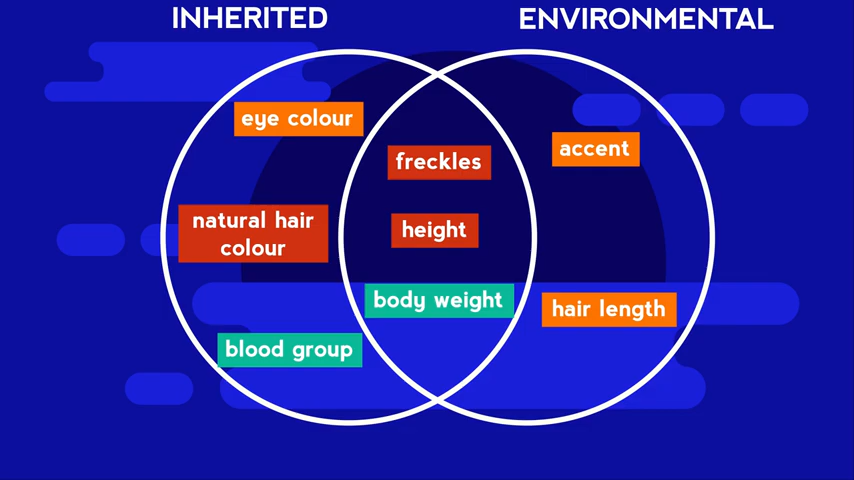 INHERITED
ENVIRONMENTAL
eye colour
freckles
accent
natural hair
colour
height
body weight
hair length
blood group